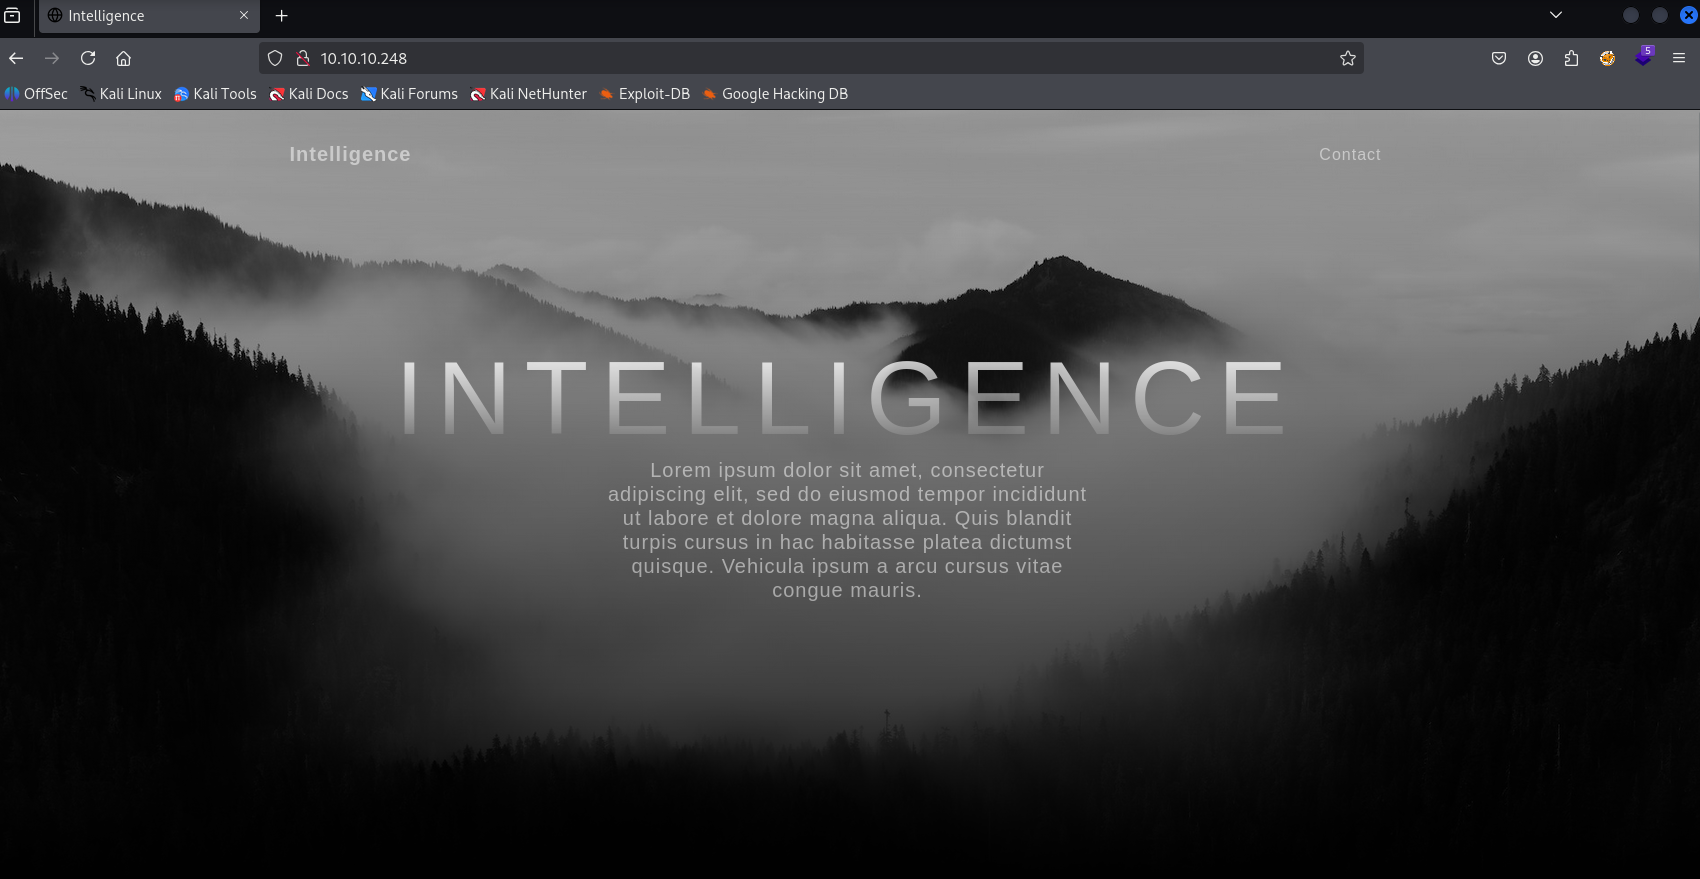 Intelligence
10.10.10.248
5
OffSec Kali Linux Kali Tools Kali Docs Kali Forums Kali NetHunter Exploit-DB Google Hacking DB
Intelligence Contact
INTELLIGENCE
Lorem ipsum dolor sit amet, consectetur
adipiscing elit, sed do eiusmod tempor incididunt
ut labore et dolore magna aliqua. Quis blandit
turpis cursus in hac habitasse platea dictumst
quisque. Vehicula ipsum a arcu cursus vitae
congue mauris.